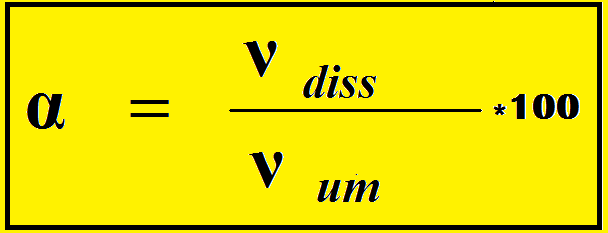 α = ν diss / ν um *100